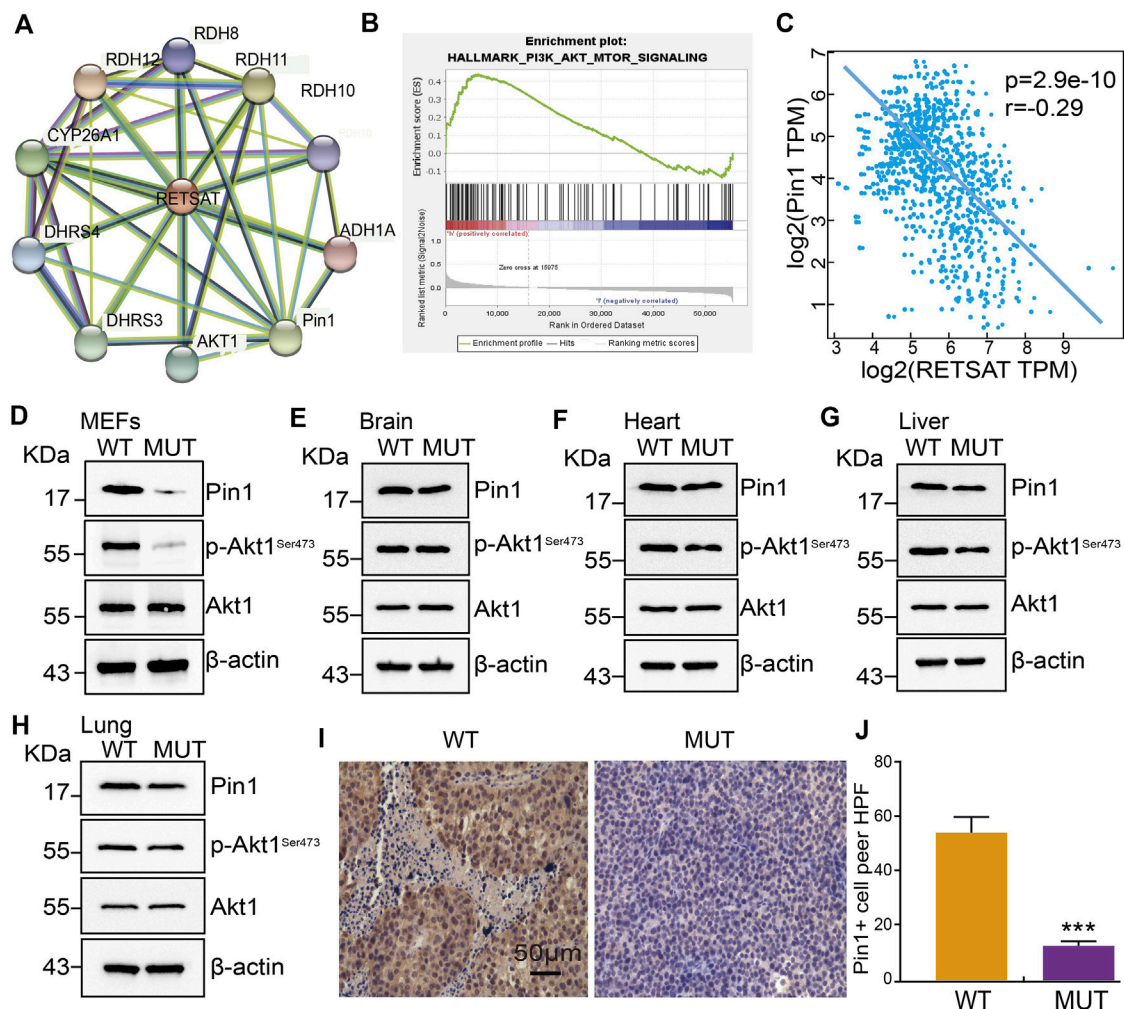 A
RDH8
RDH12
RDH11
RDH10
RDH10
CYP26A1
RETSAT
DHRS4
ADH1A
DHRS3
AKT1
Pin1
B
Enrichment plot:
HALLMARK_PI3K_AKT_MTOR_SIGNALING
Enrichment score (ES)
0.4
0.3
0.2
0.1
0.0
-0.1
'h' (positively correlated)
Ranked list metric (Signal2Noise)
1.0
0.5
0.0
Zero cross at 15975
'l' (negatively correlated)
0
10,000
20,000
30,000
40,000
50,000
Rank in Ordered Dataset
Enrichment profile
Hits
Ranking metric scores
C
p=2.9e-10
r=-0.29
log2(Pin1 TPM)
7
6
5
4
3
2
1
3
4
5
6
7
8
9
log2(RETSAT TPM)
D
MEFs
KDa
WT MUT
17
Pin1
55
p-Akt1Ser473
55
Akt1
43
β-actin
E
Brain
KDa
WT MUT
17
Pin1
55
p-Akt1Ser473
55
Akt1
43
β-actin
F
Heart
KDa
WT MUT
17
Pin1
55
p-Akt1Ser473
55
Akt1
43
β-actin
G
Liver
KDa
WT MUT
17
Pin1
55
p-Akt1Ser473
55
Akt1
43
β-actin
H
Lung
KDa
WT MUT
17
Pin1
55
p-Akt1Ser473
55
Akt1
43
β-actin
I
WT
MUT
50μm
J
Pin1+ cell peer HPF
80
60
40
20
0
***
WT
MUT